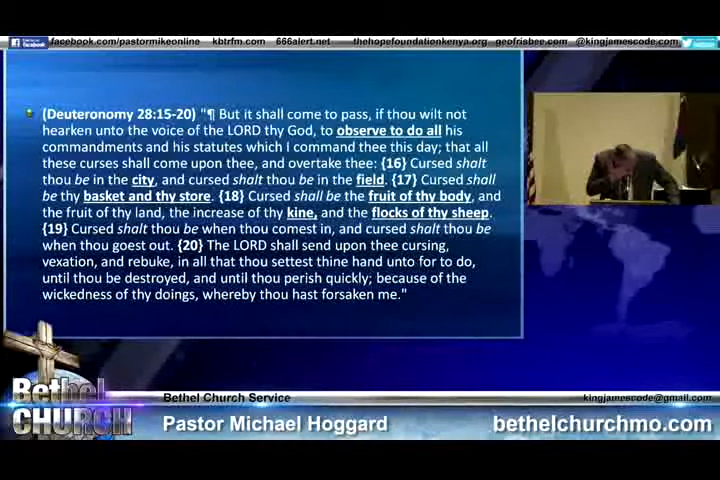 facebook.com/pastormikeonline kbtrfm.com 666alert.net thehopefoundationkenya.org geofrisbee.com @kingjamescode
(Deuteronomy 28:15-20) "¶ But it shall come to pass, if thou wilt not
hearken unto the voice of the LORD thy God, to observe to do all his
commandments and his statutes which I command thee this day; that all
these curses shall come upon thee, and overtake thee: {16} Cursed shalt
thou be in the city, and cursed shalt thou be in the field. {17} Cursed shall
be thy basket and thy store. {18} Cursed shall be the fruit of thy body, and
the fruit of thy land, the increase of thy kine, and the flocks of thy sheep.
{19} Cursed shalt thou be when thou comest in, and cursed shalt thou be
when thou goest out. {20} The LORD shall send upon thee cursing,
vexation, and rebuke, in all that thou settest thine hand unto for to do,
until thou be destroyed, and until thou perish quickly; because of the
wickedness of thy doings, whereby thou hast forsaken me."
Bethel
CHURCH
Bethel Church Service kingjamescode@gmail.com
Pastor Michael Hoggard bethelchurchmo.com